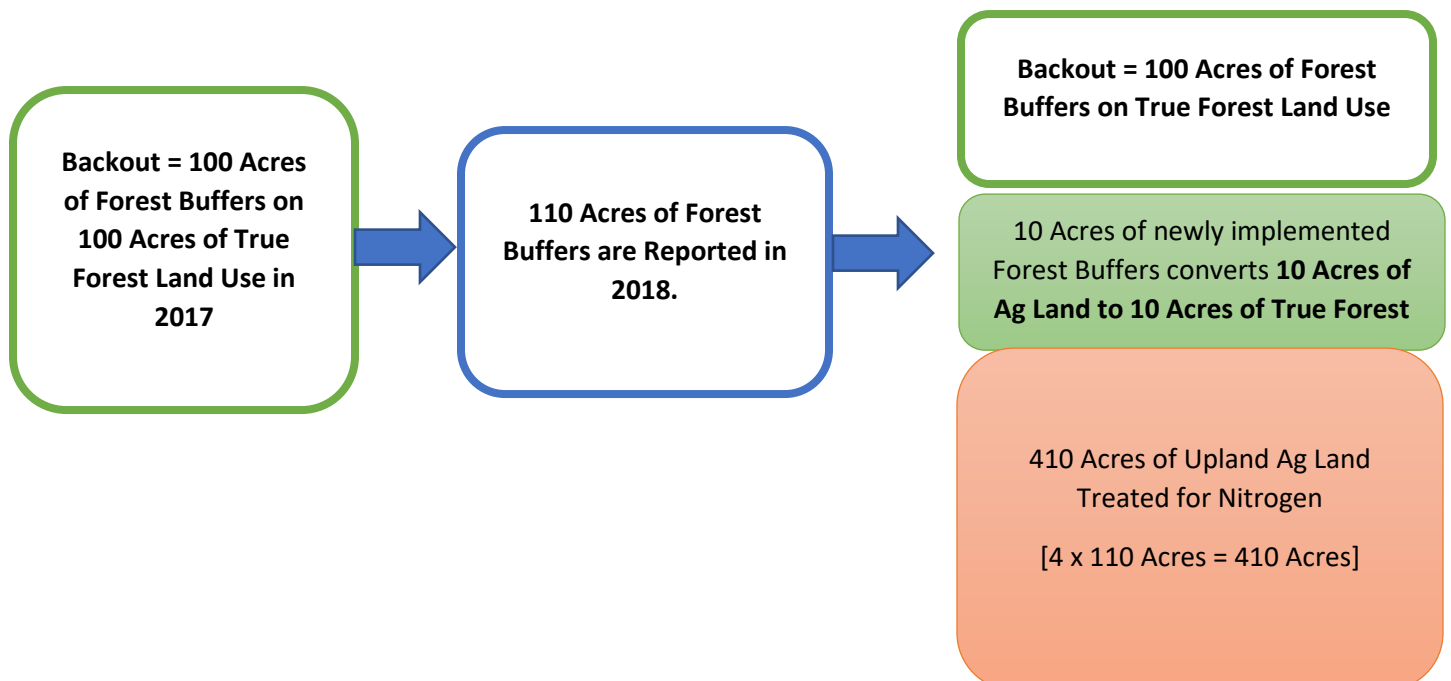 Backout = 100 Acres
of Forest Buffers on
100 Acres of True
Forest Land Use in
2017
110 Acres of Forest
Buffers are Reported in
2018.
Backout = 100 Acres of Forest
Buffers on True Forest Land Use
10 Acres of newly implemented
Forest Buffers converts 10 Acres of
Ag Land to 10 Acres of True Forest
410 Acres of Upland Ag Land
Treated for Nitrogen
[4 x 110 Acres = 410 Acres]